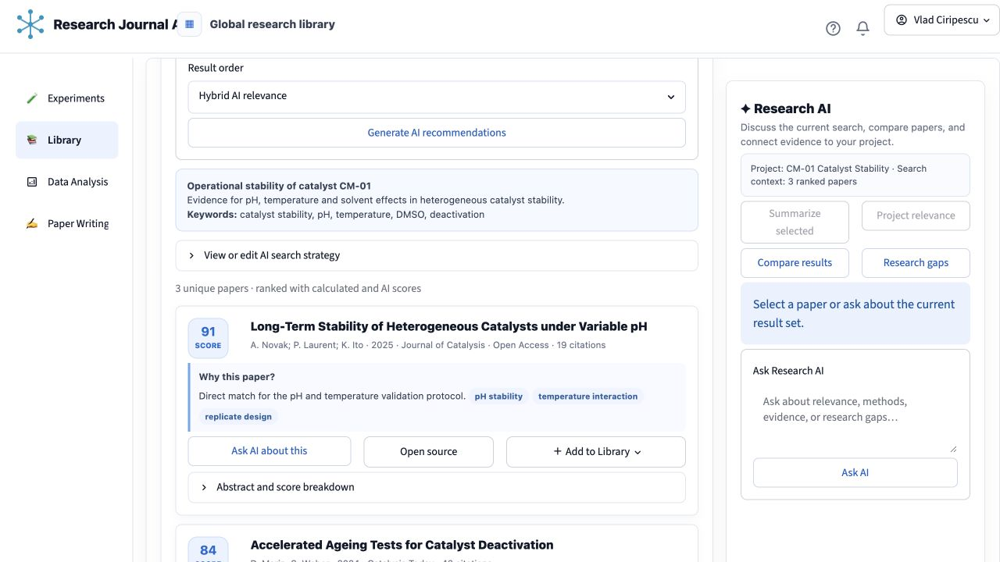 Research Journal A
Global research library
Vlad Ciripescu
Experiments
Library
Data Analysis
Paper Writing
Result order
Hybrid AI relevance
Generate AI recommendations
Operational stability of catalyst CM-01
Evidence for pH, temperature and solvent effects in heterogeneous catalyst stability.
Keywords: catalyst stability, pH, temperature, DMSO, deactivation
View or edit AI search strategy
3 unique papers · ranked with calculated and AI scores
91
SCORE
Long-Term Stability of Heterogeneous Catalysts under Variable pH
A. Novak; P. Laurent; K. Ito · 2025 · Journal of Catalysis · Open Access · 19 citations
Why this paper?
Direct match for the pH and temperature validation protocol. pH stability temperature interaction
replicate design
Ask AI about this
Open source
+ Add to Library
Abstract and score breakdown
84
Accelerated Ageing Tests for Catalyst Deactivation
✦ Research AI
Discuss the current search, compare papers, and
connect evidence to your project.
Project: CM-01 Catalyst Stability · Search
context: 3 ranked papers
Summarize
selected
Project relevance
Compare results
Research gaps
Select a paper or ask about the current
result set.
Ask Research AI
Ask about relevance, methods,
evidence, or research gaps…
Ask AI